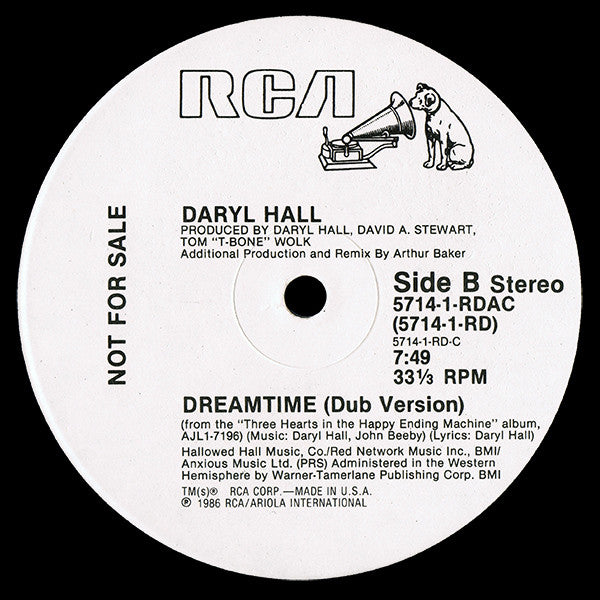 RCA
NOT FOR SALE
DARYL HALL
PRODUCED BY DARYL HALL, DAVID A. STEWART,
TOM "T-BONE" WOLK
Additional Production and Remix By Arthur Baker
Side B Stereo
5714-1-RDAC
(5714-1-RD)
5714-1-RD-C
7:49
33⅓ RPM
DREAMTIME (Dub Version)
(from the "Three Hearts in the Happy Ending Machine" album,
AJL1-7196) (Music: Daryl Hall, John Beeby) (Lyrics: Daryl Hall)
Hallowed Hall Music, Co./Red Network Music Inc., BMI/
Anxious Music Ltd. (PRS) Administered in the Western
Hemisphere by Warner-Tamerlane Publishing Corp. BMI
TM(s)® RCA CORP.—MADE IN U.S.A.
℗ 1986 RCA/ARIOLA INTERNATIONAL